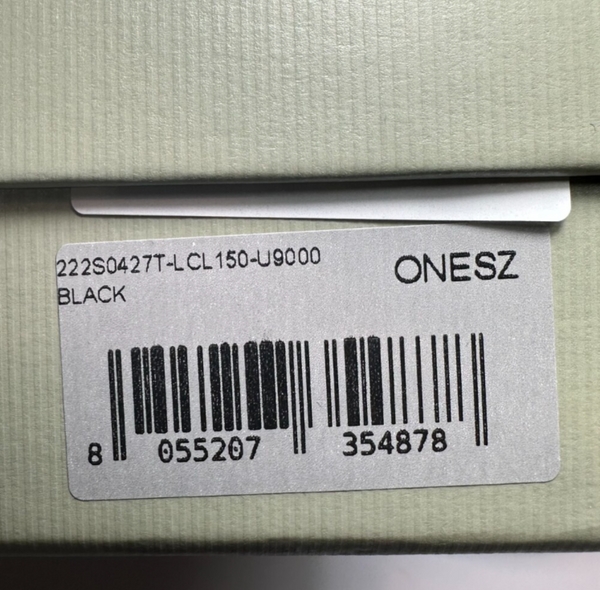 222S0427T-LCL150-U9000
ONESZ
BLACK
8 055207 354878